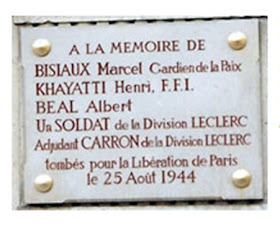 A LA MEMOIRE DE
BISIAUX Marcel Gardien de la Paix
KHAYATTI Henri, F.F.I.
BEAL Albert
Un SOLDAT de la Division LECLERC
Adjudant CARRON de la Division LECLERC
tombés pour la Libération de Paris
le 25 Août 1944